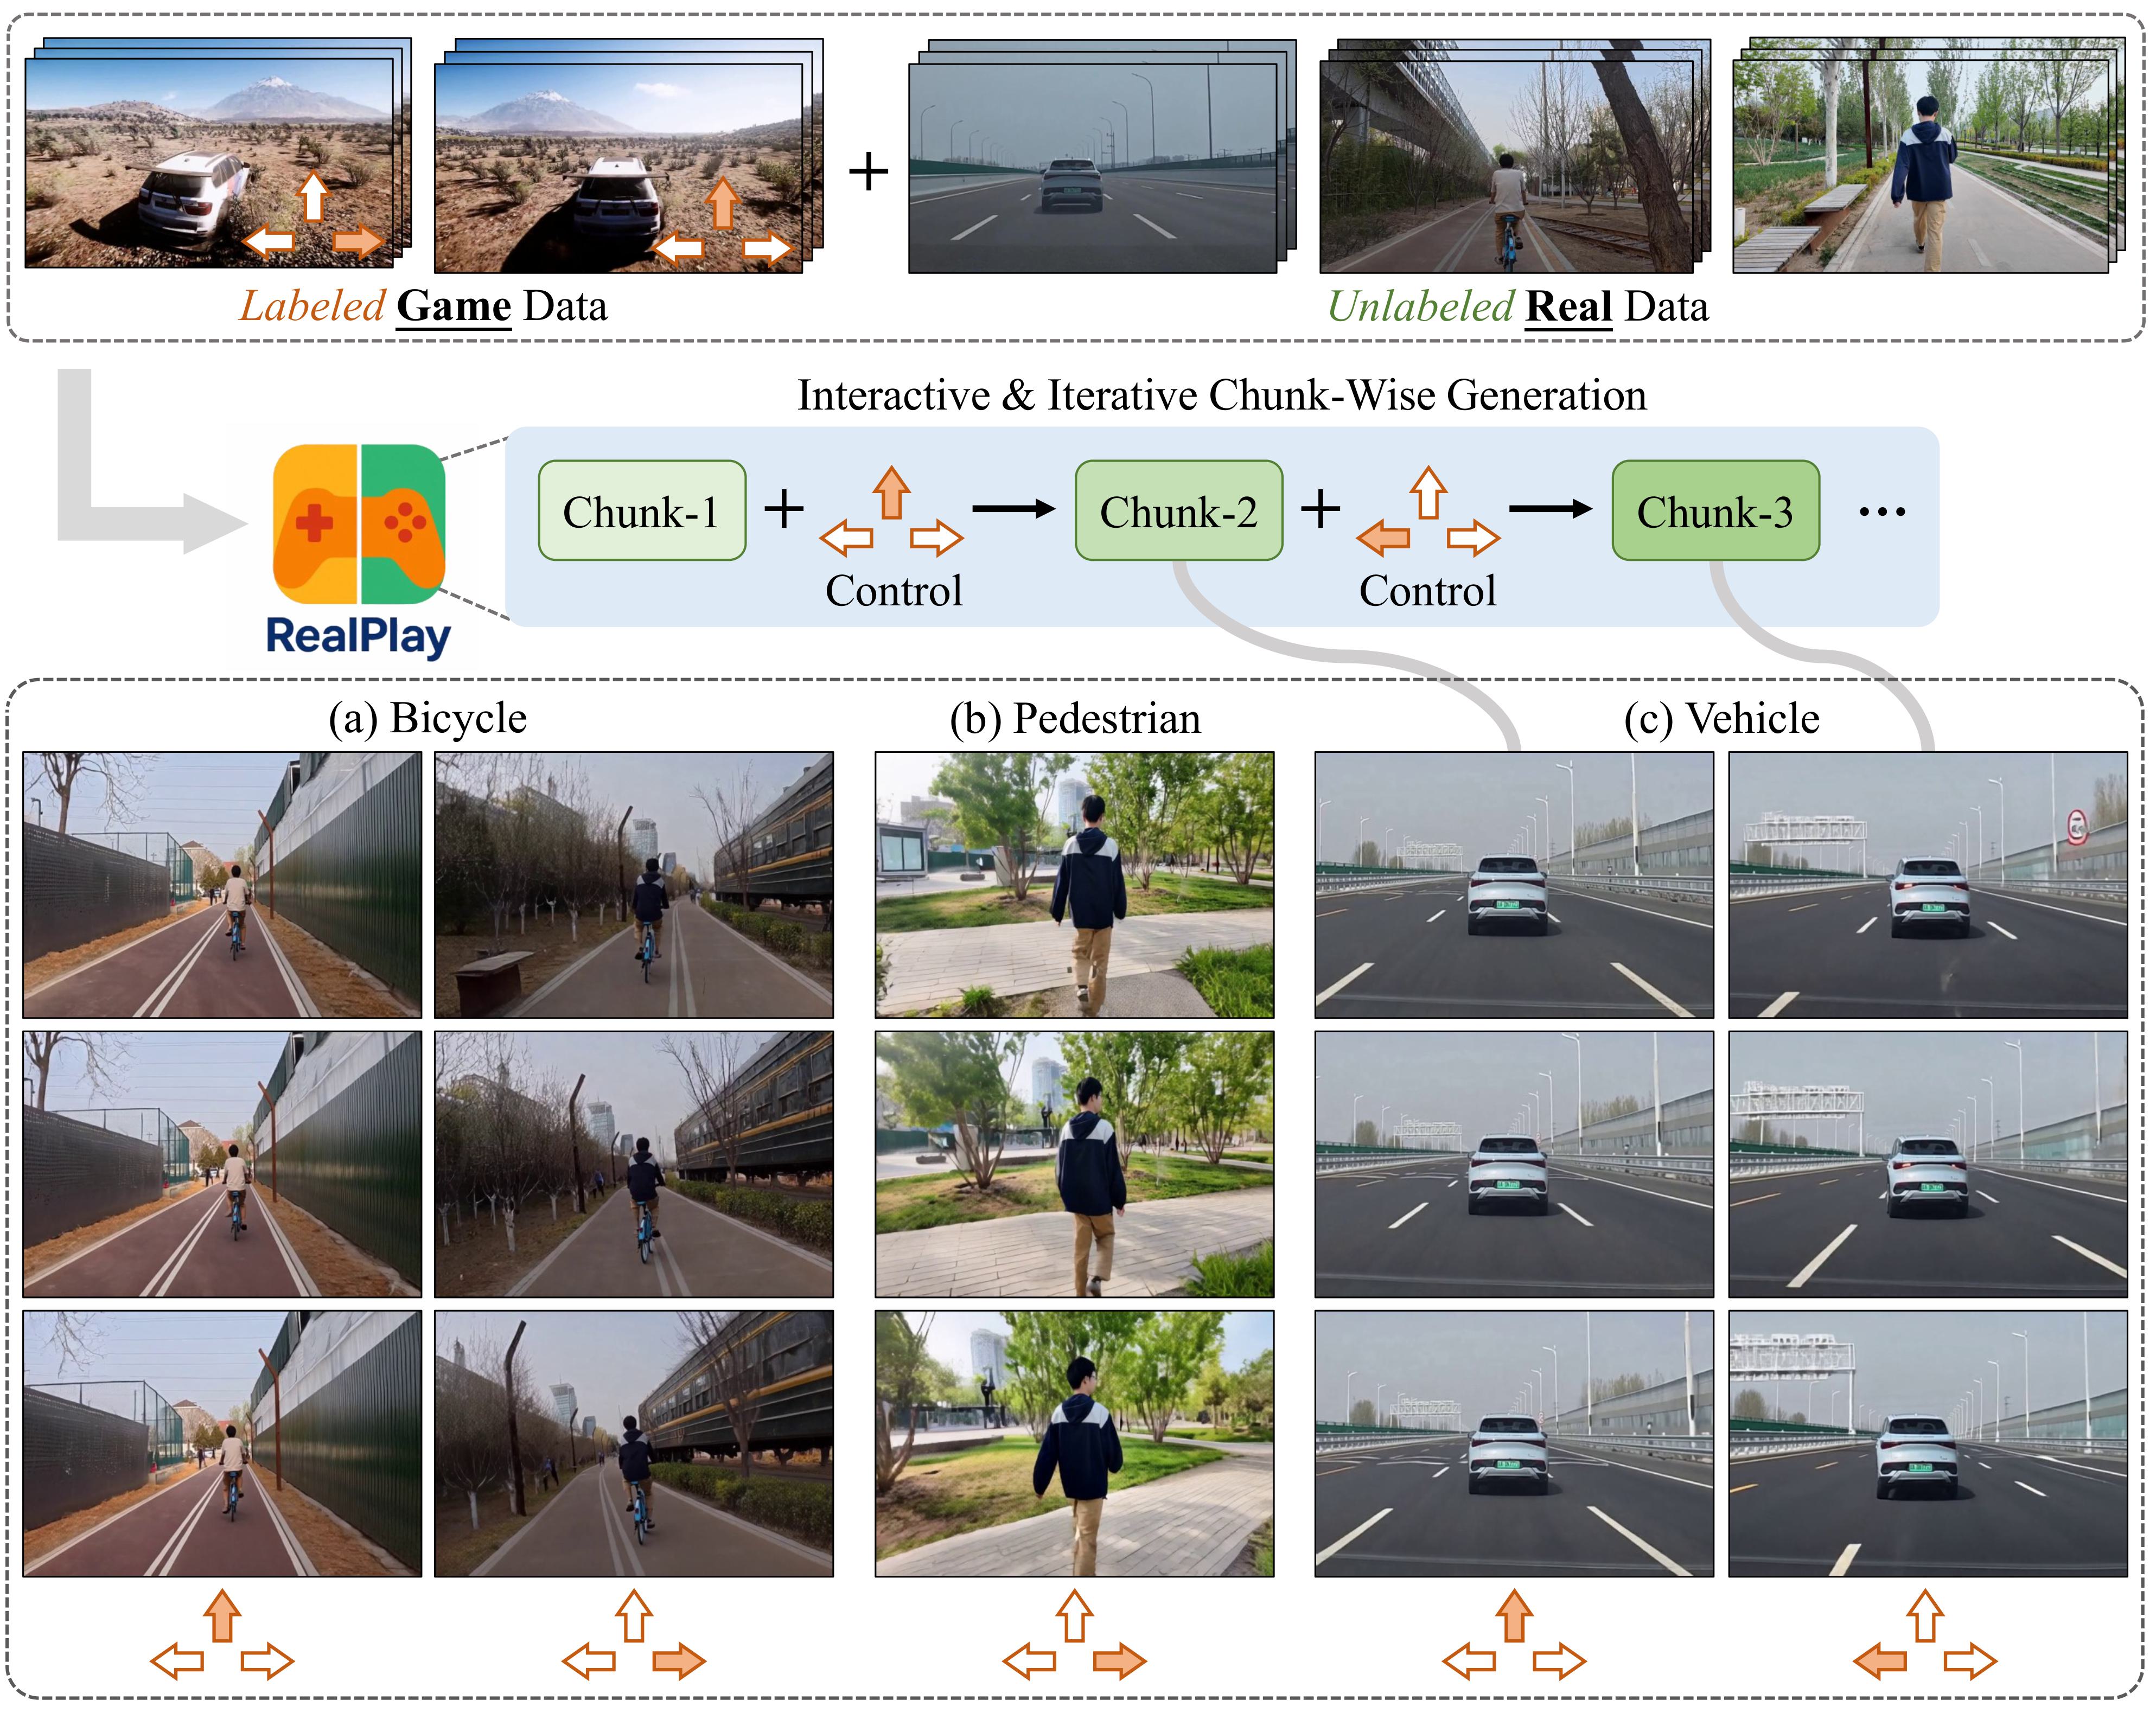 Labeled Game Data
+
Unlabeled Real Data
Interactive & Iterative Chunk-Wise Generation
Chunk-1 + Control
Chunk-2 + Control
Chunk-3 ...
RealPlay
(a) Bicycle
(b) Pedestrian
(c) Vehicle